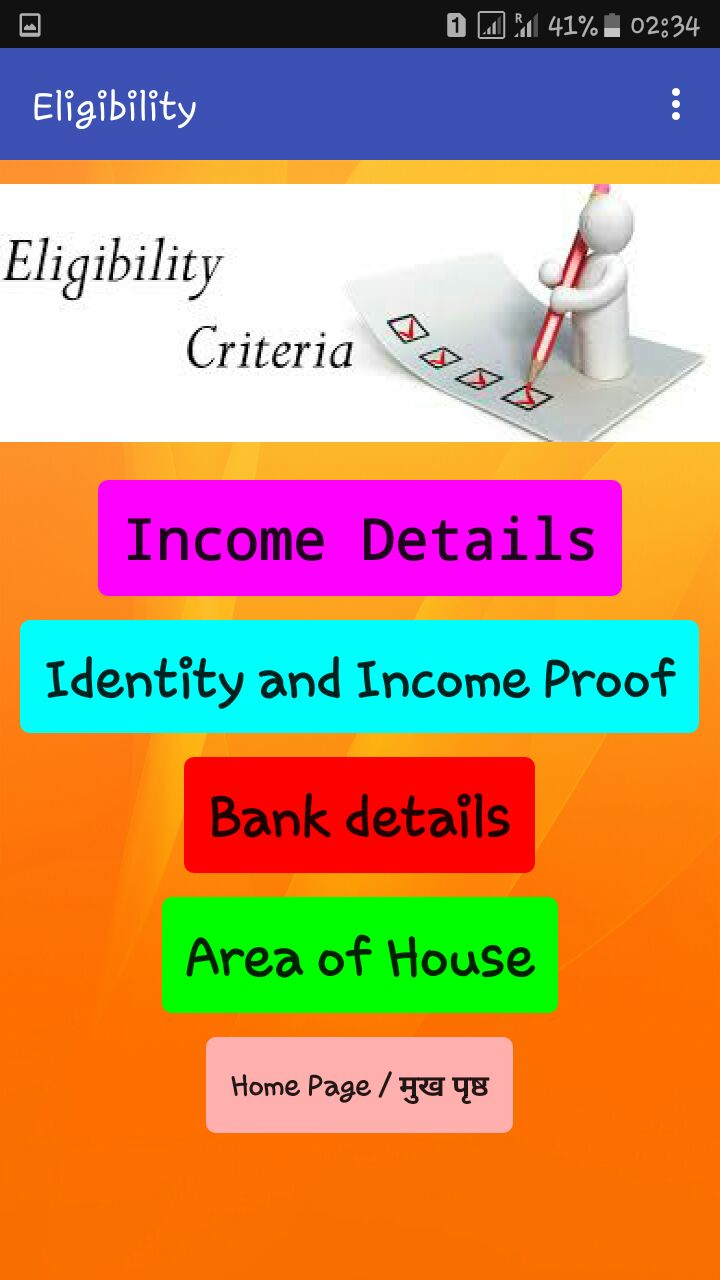 1 R 41% 02:34
Eligibility
Eligibility
Criteria
Income Details
Identity and Income Proof
Bank details
Area of House
Home Page / मुख पृष्ठ